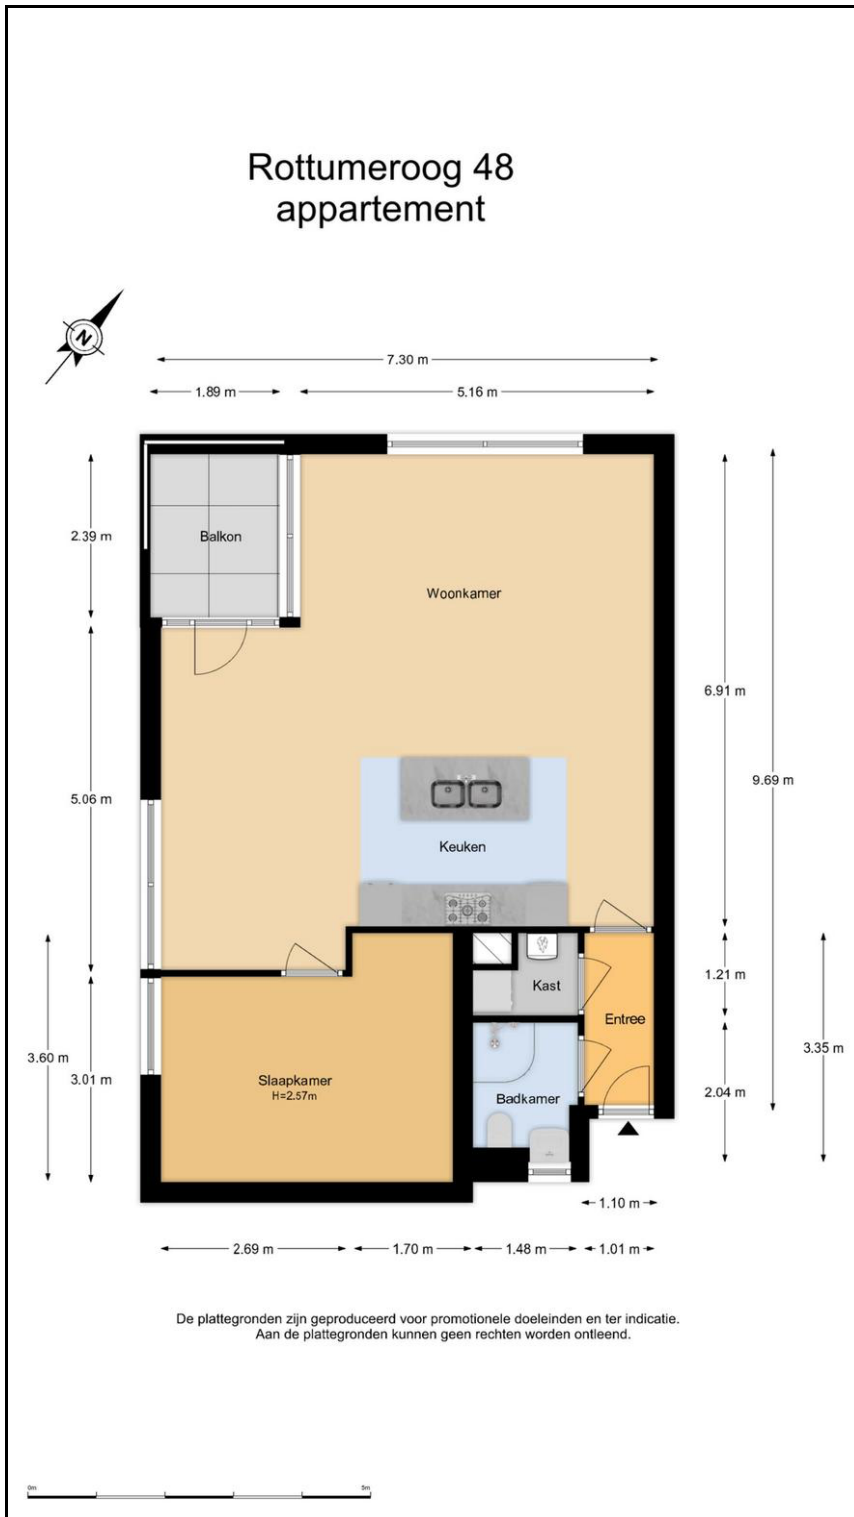 Rottumeroog 48
appartement
N
7.30 m
1.89 m
5.16 m
2.39 m
Balkon
Woonkamer
6.91 m
9.69 m
5.06 m
Keuken
Kast
1.21 m
Entree
3.60 m
3.01 m
Slaapkamer
H=2.57m
Badkamer
2.04 m
3.35 m
1.10 m
2.69 m
1.70 m
1.48 m
1.01 m
De plattegronden zijn geproduceerd voor promotionele doeleinden en ter indicatie.
Aan de plattegronden kunnen geen rechten worden ontleend.
0m
5m